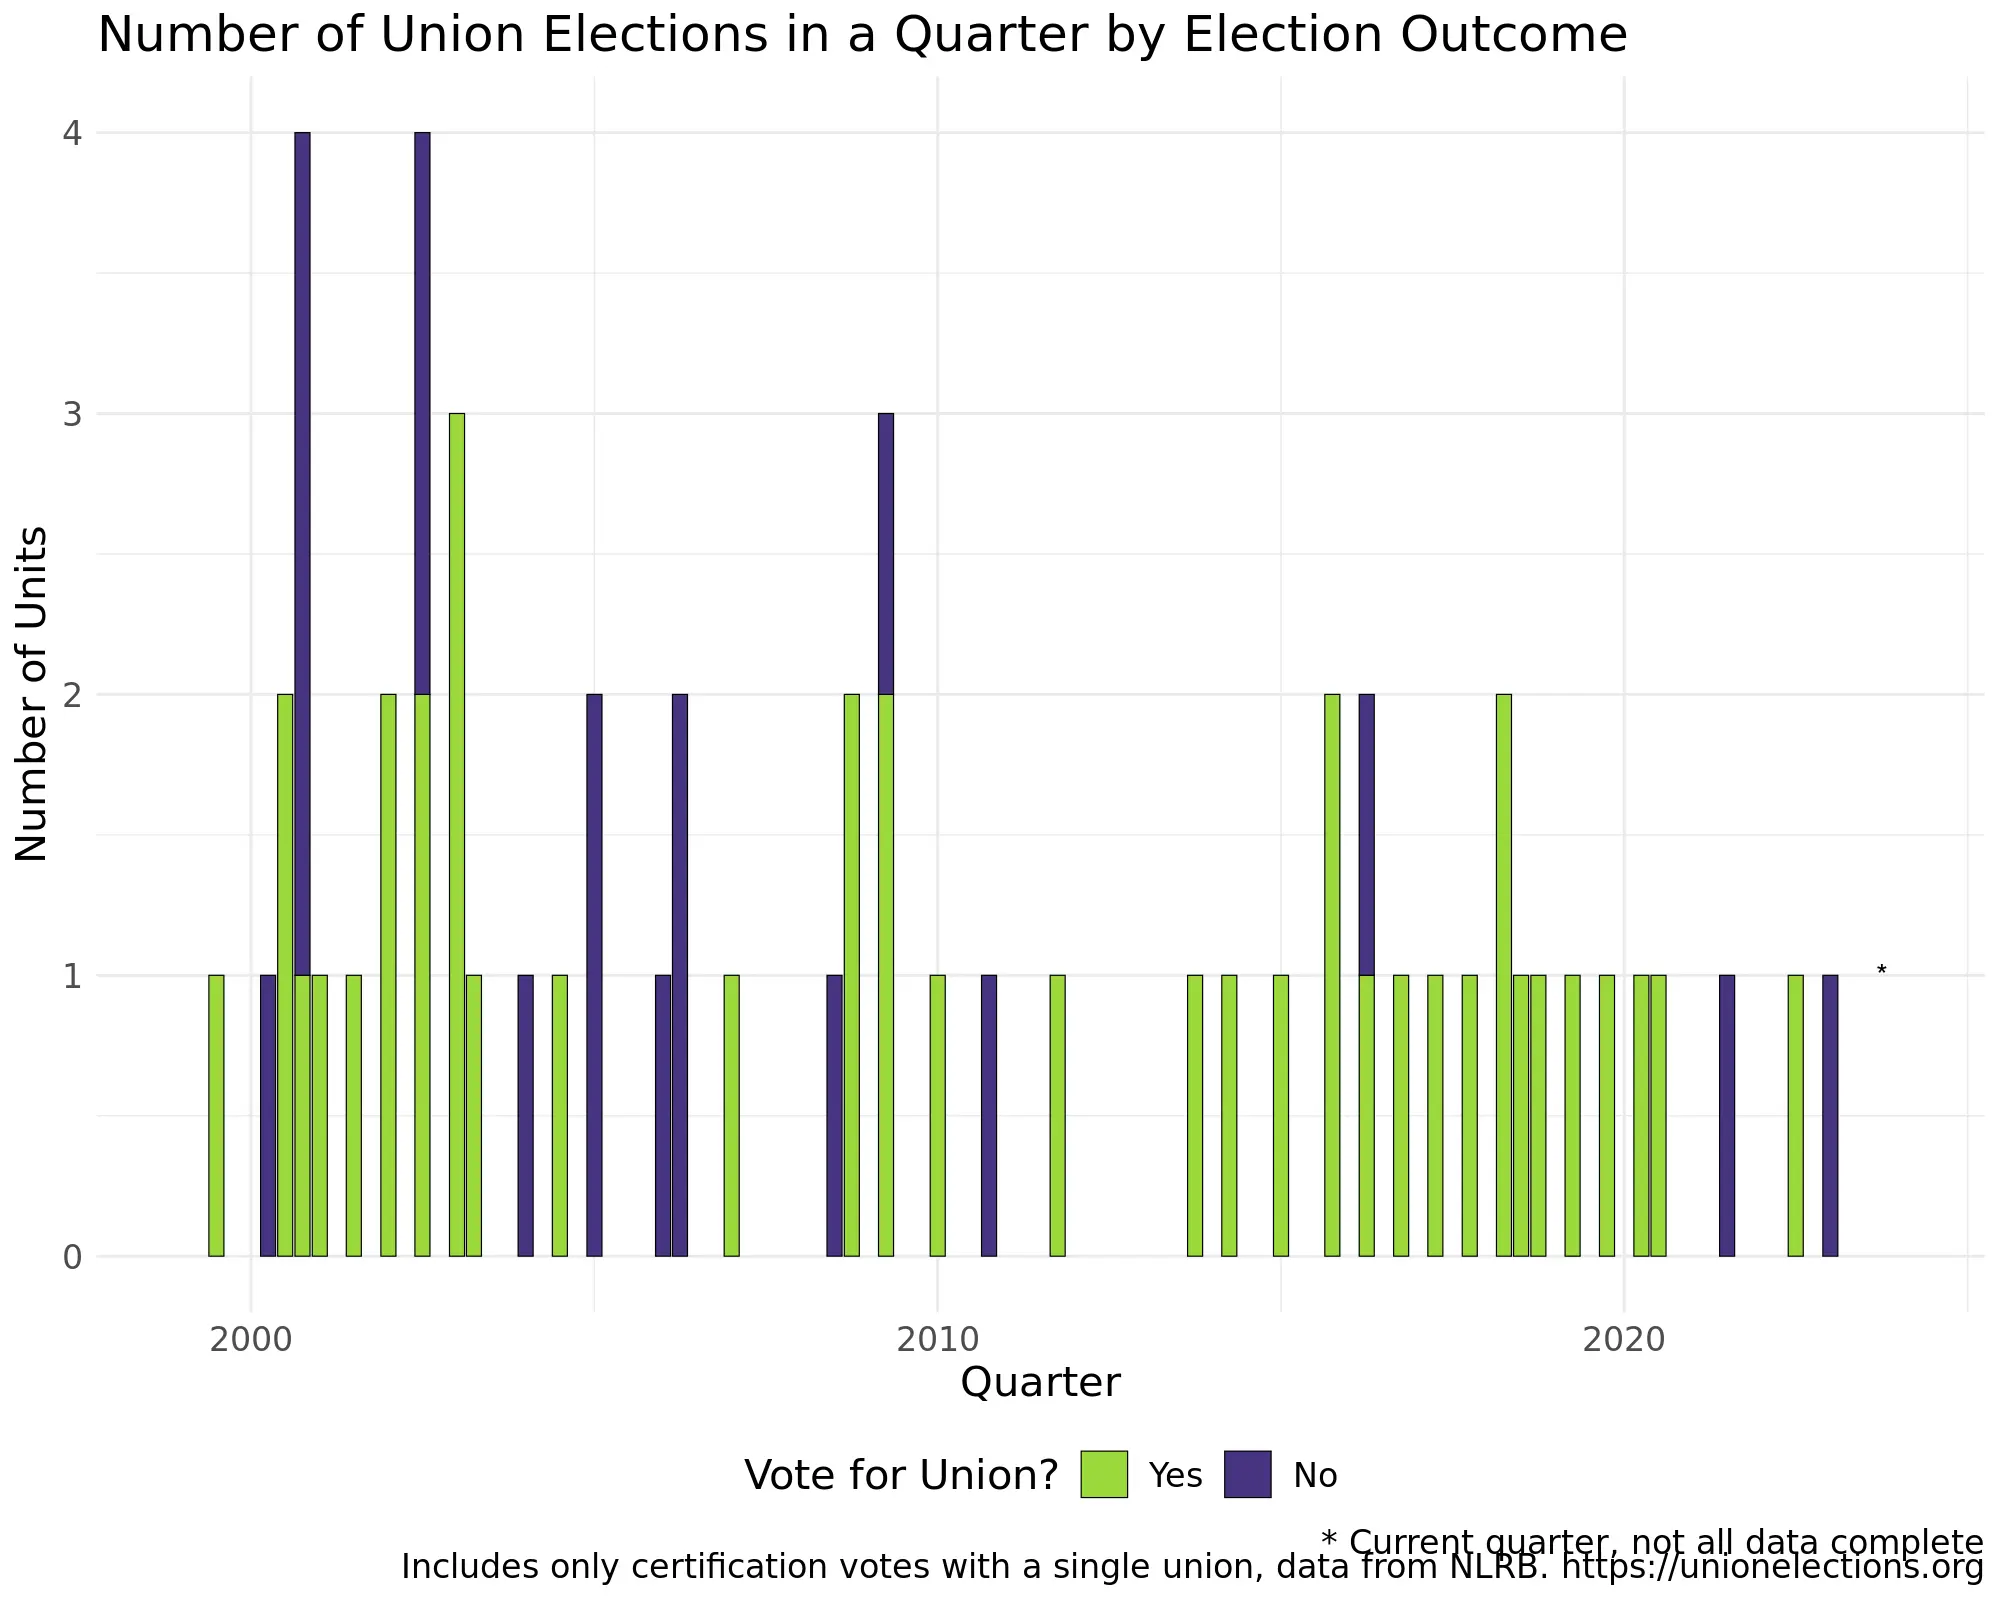 Number of Union Elections in a Quarter by Election Outcome
Number of Units
4
3
2
1
0
*
2000 2010 2020
Quarter
Vote for Union? Yes No
* Current quarter, not all data complete
Includes only certification votes with a single union, data from NLRB. https://unionelections.org